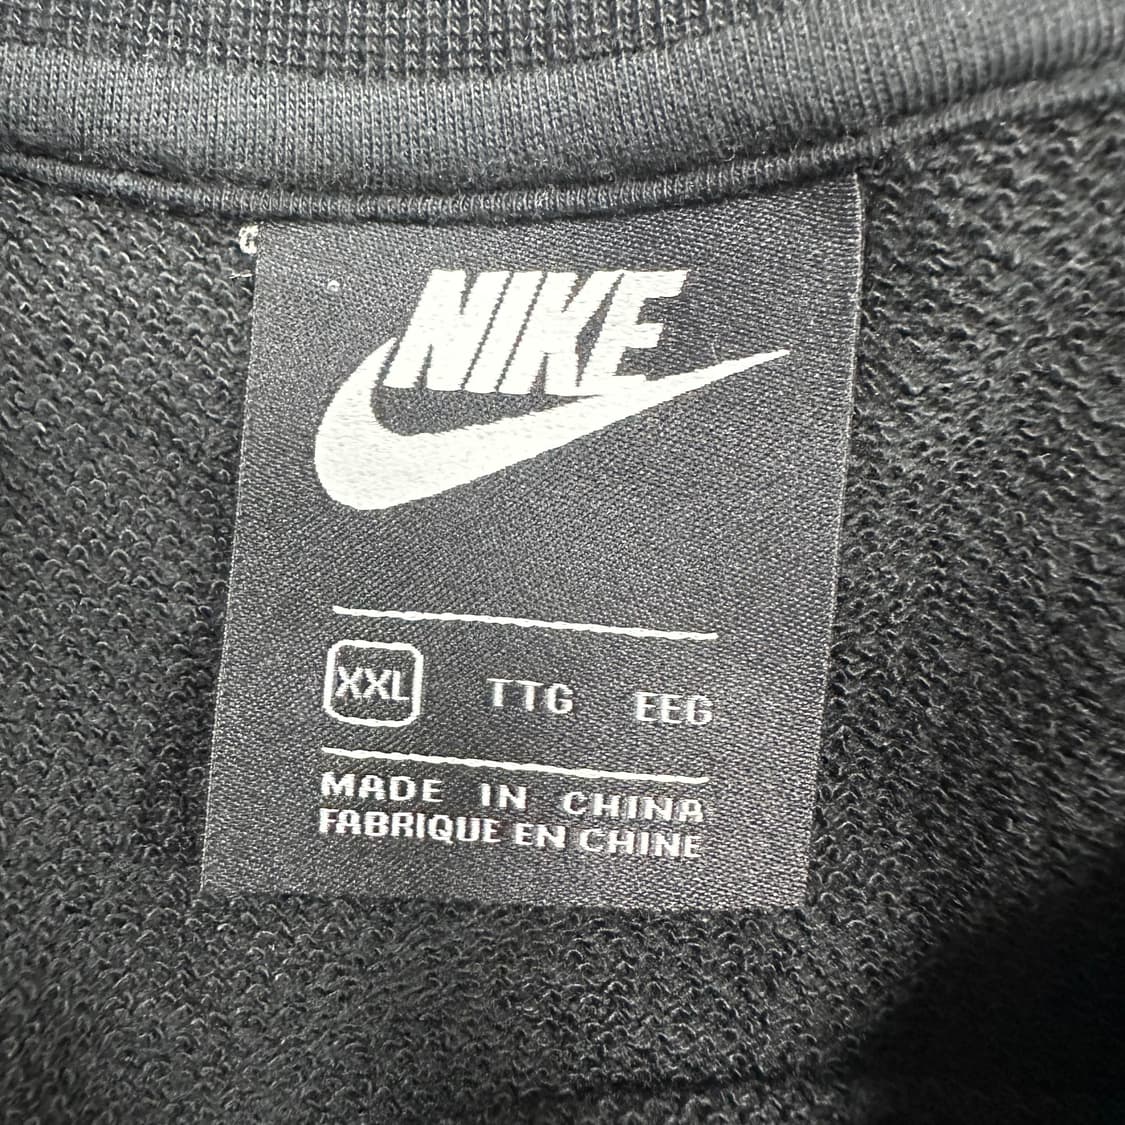 NIKE
XXL TTG EEG
MADE IN CHINA
FABRIQUE EN CHINE